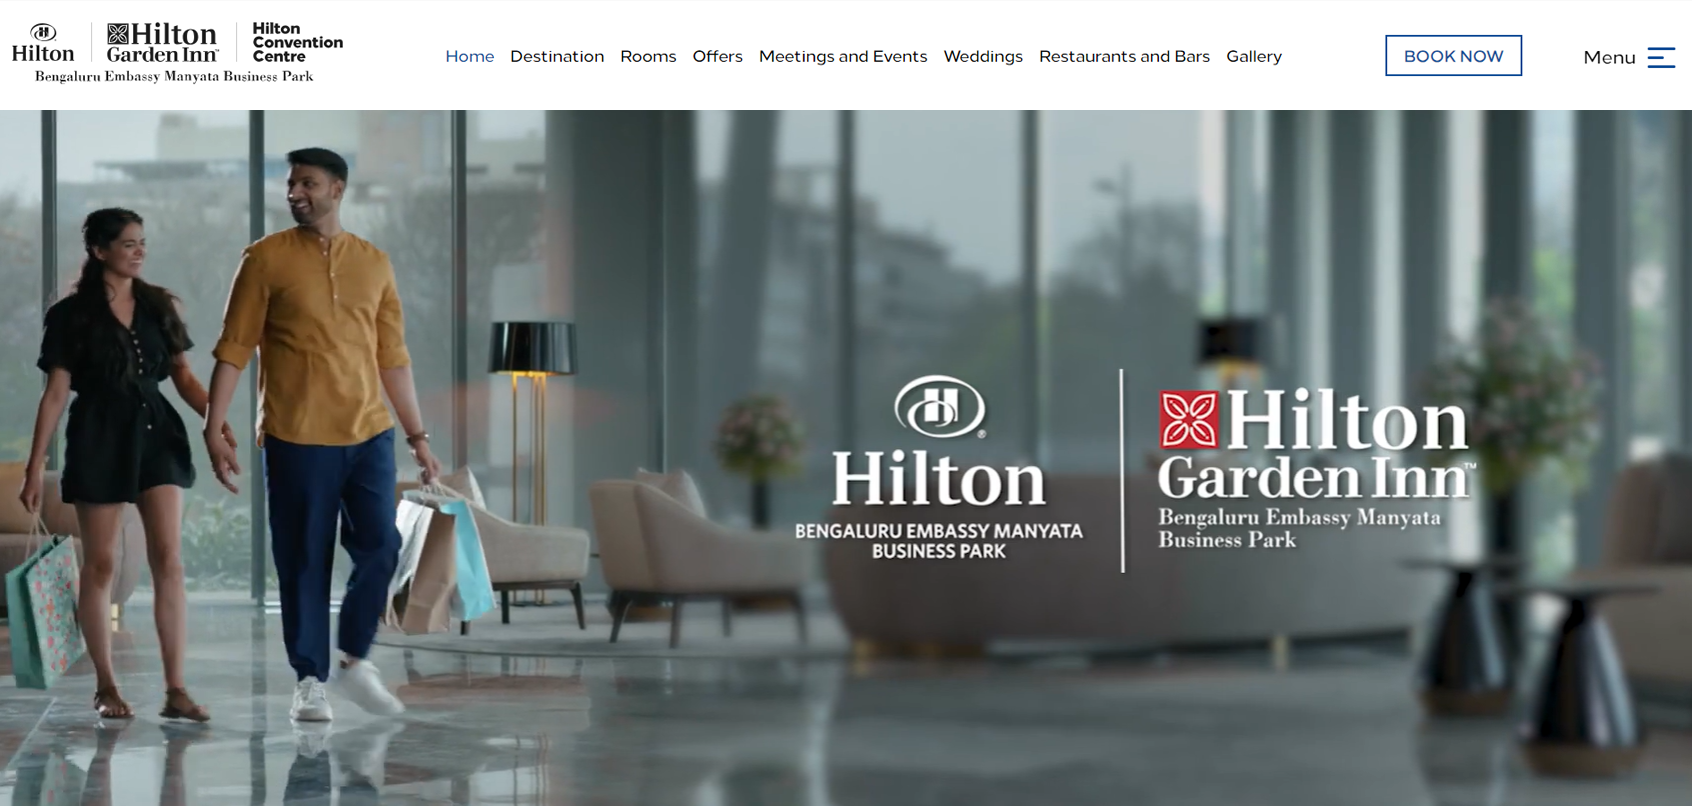 Hilton
Hilton
Garden Inn™
Hilton
Convention
Centre
Bengaluru Embassy Manyata Business Park
Home Destination Rooms Offers Meetings and Events Weddings Restaurants and Bars Gallery
BOOK NOW
Menu
Hilton
BENGALURU EMBASSY MANYATA
BUSINESS PARK
Hilton
Garden Inn™
Bengaluru Embassy Manyata
Business Park